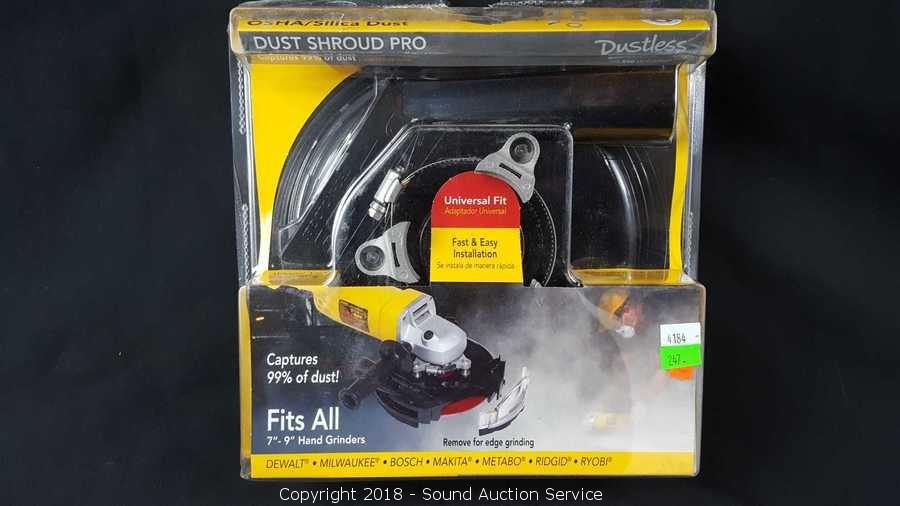 OSHA/Silica Dust
DUST SHROUD PRO
Captures 99% of dust
Dustless
Universal Fit
Adaptador Universal
Fast & Easy
Installation
Se instala de manera rápida
Captures
99% of dust!
Fits All
7"- 9" Hand Grinders
Remove for edge grinding
4184
247-
DEWALT® • MILWAUKEE® • BOSCH • MAKITA® • METABO® • RIDGID® • RYOBI®
Copyright 2018 - Sound Auction Service